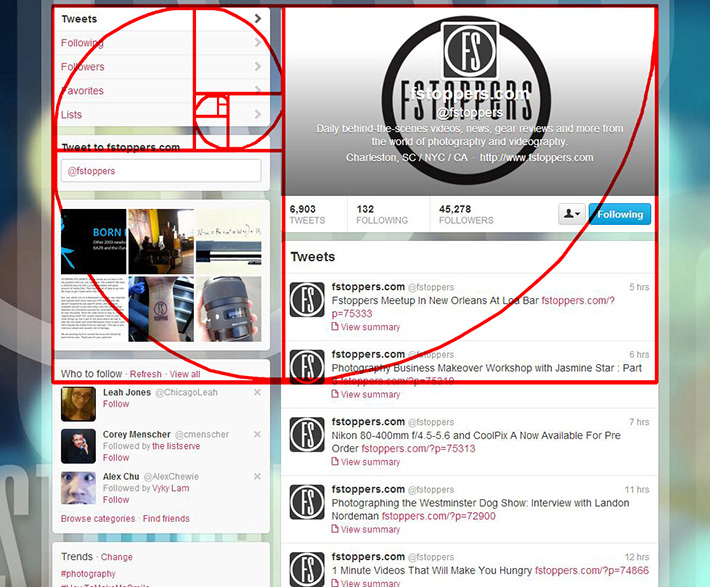 Tweets
Following
Followers
Favorites
Lists
Tweet to fstoppers.com
@fstoppers
BORN
Who to follow · Refresh · View all
Leah Jones @ChicagoLeah
Follow
Corey Menscher @cmenscher
Followed by the listserve
Follow
Alex Chu @AlexChewie
Followed by Vyky Lam
Follow
Browse categories · Find friends
Trends · Change
#photography
FS
FSTOPPERS
fstoppers.com
@fstoppers
Daily behind-the-scenes videos, news, gear reviews and more from
the world of photography and videography.
Charleston, SC / NYC / CA · http://www.fstoppers.com
6,903
TWEETS
132
FOLLOWING
45,278
FOLLOWERS
Following
Tweets
FS
fstoppers.com @fstoppers 5 hrs
Fstoppers Meetup In New Orleans At Loa Bar fstoppers.com/?
p=75333
View summary
FS
fstoppers.com @fstoppers 6 hrs
Photography Business Makeover Workshop with Jasmine Star : Part
fstoppers.com/?p=75319
View summary
FS
fstoppers.com @fstoppers 7 hrs
Nikon 80-400mm f/4.5-5.6 and CoolPix A Now Available For Pre
Order fstoppers.com/?p=75313
View summary
FS
fstoppers.com @fstoppers 11 hrs
Photographing the Westminster Dog Show: Interview with Landon
Nordeman fstoppers.com/?p=72900
View summary
FS
fstoppers.com @fstoppers 12 hrs
1 Minute Videos That Will Make You Hungry fstoppers.com/?p=74866
View summary